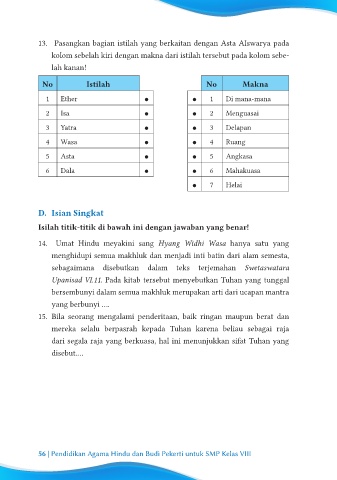 13. Pasangkan bagian istilah yang berkaitan dengan Asta AIswarya pada
kolom sebelah kiri dengan makna dari istilah tersebut pada kolom sebe-
lah kanan!
No Istilah
1 Ether ●
2 Isa ●
3 Yatra ●
4 Wasa ●
5 Asta ●
6 Dala ●
No Makna
● 1 Di mana-mana
● 2 Menguasai
● 3 Delapan
● 4 Ruang
● 5 Angkasa
● 6 Mahakuasa
● 7 Helai
D. Isian Singkat
Isilah titik-titik di bawah ini dengan jawaban yang benar!
14. Umat Hindu meyakini sang Hyang Widhi Wasa hanya satu yang
menghidupi semua makhluk dan menjadi inti batin dari alam semesta,
sebagaimana disebutkan dalam teks terjemahan Swetaswatara
Upanisad VI.11. Pada kitab tersebut menyebutkan Tuhan yang tunggal
bersembunyi dalam semua makhluk merupakan arti dari ucapan mantra
yang berbunyi ....
15. Bila seorang mengalami penderitaan, baik ringan maupun berat dan
mereka selalu berpasrah kepada Tuhan karena beliau sebagai raja
dari segala raja yang berkuasa, hal ini menunjukkan sifat Tuhan yang
disebut....
56 | Pendidikan Agama Hindu dan Budi Pekerti untuk SMP Kelas VIII